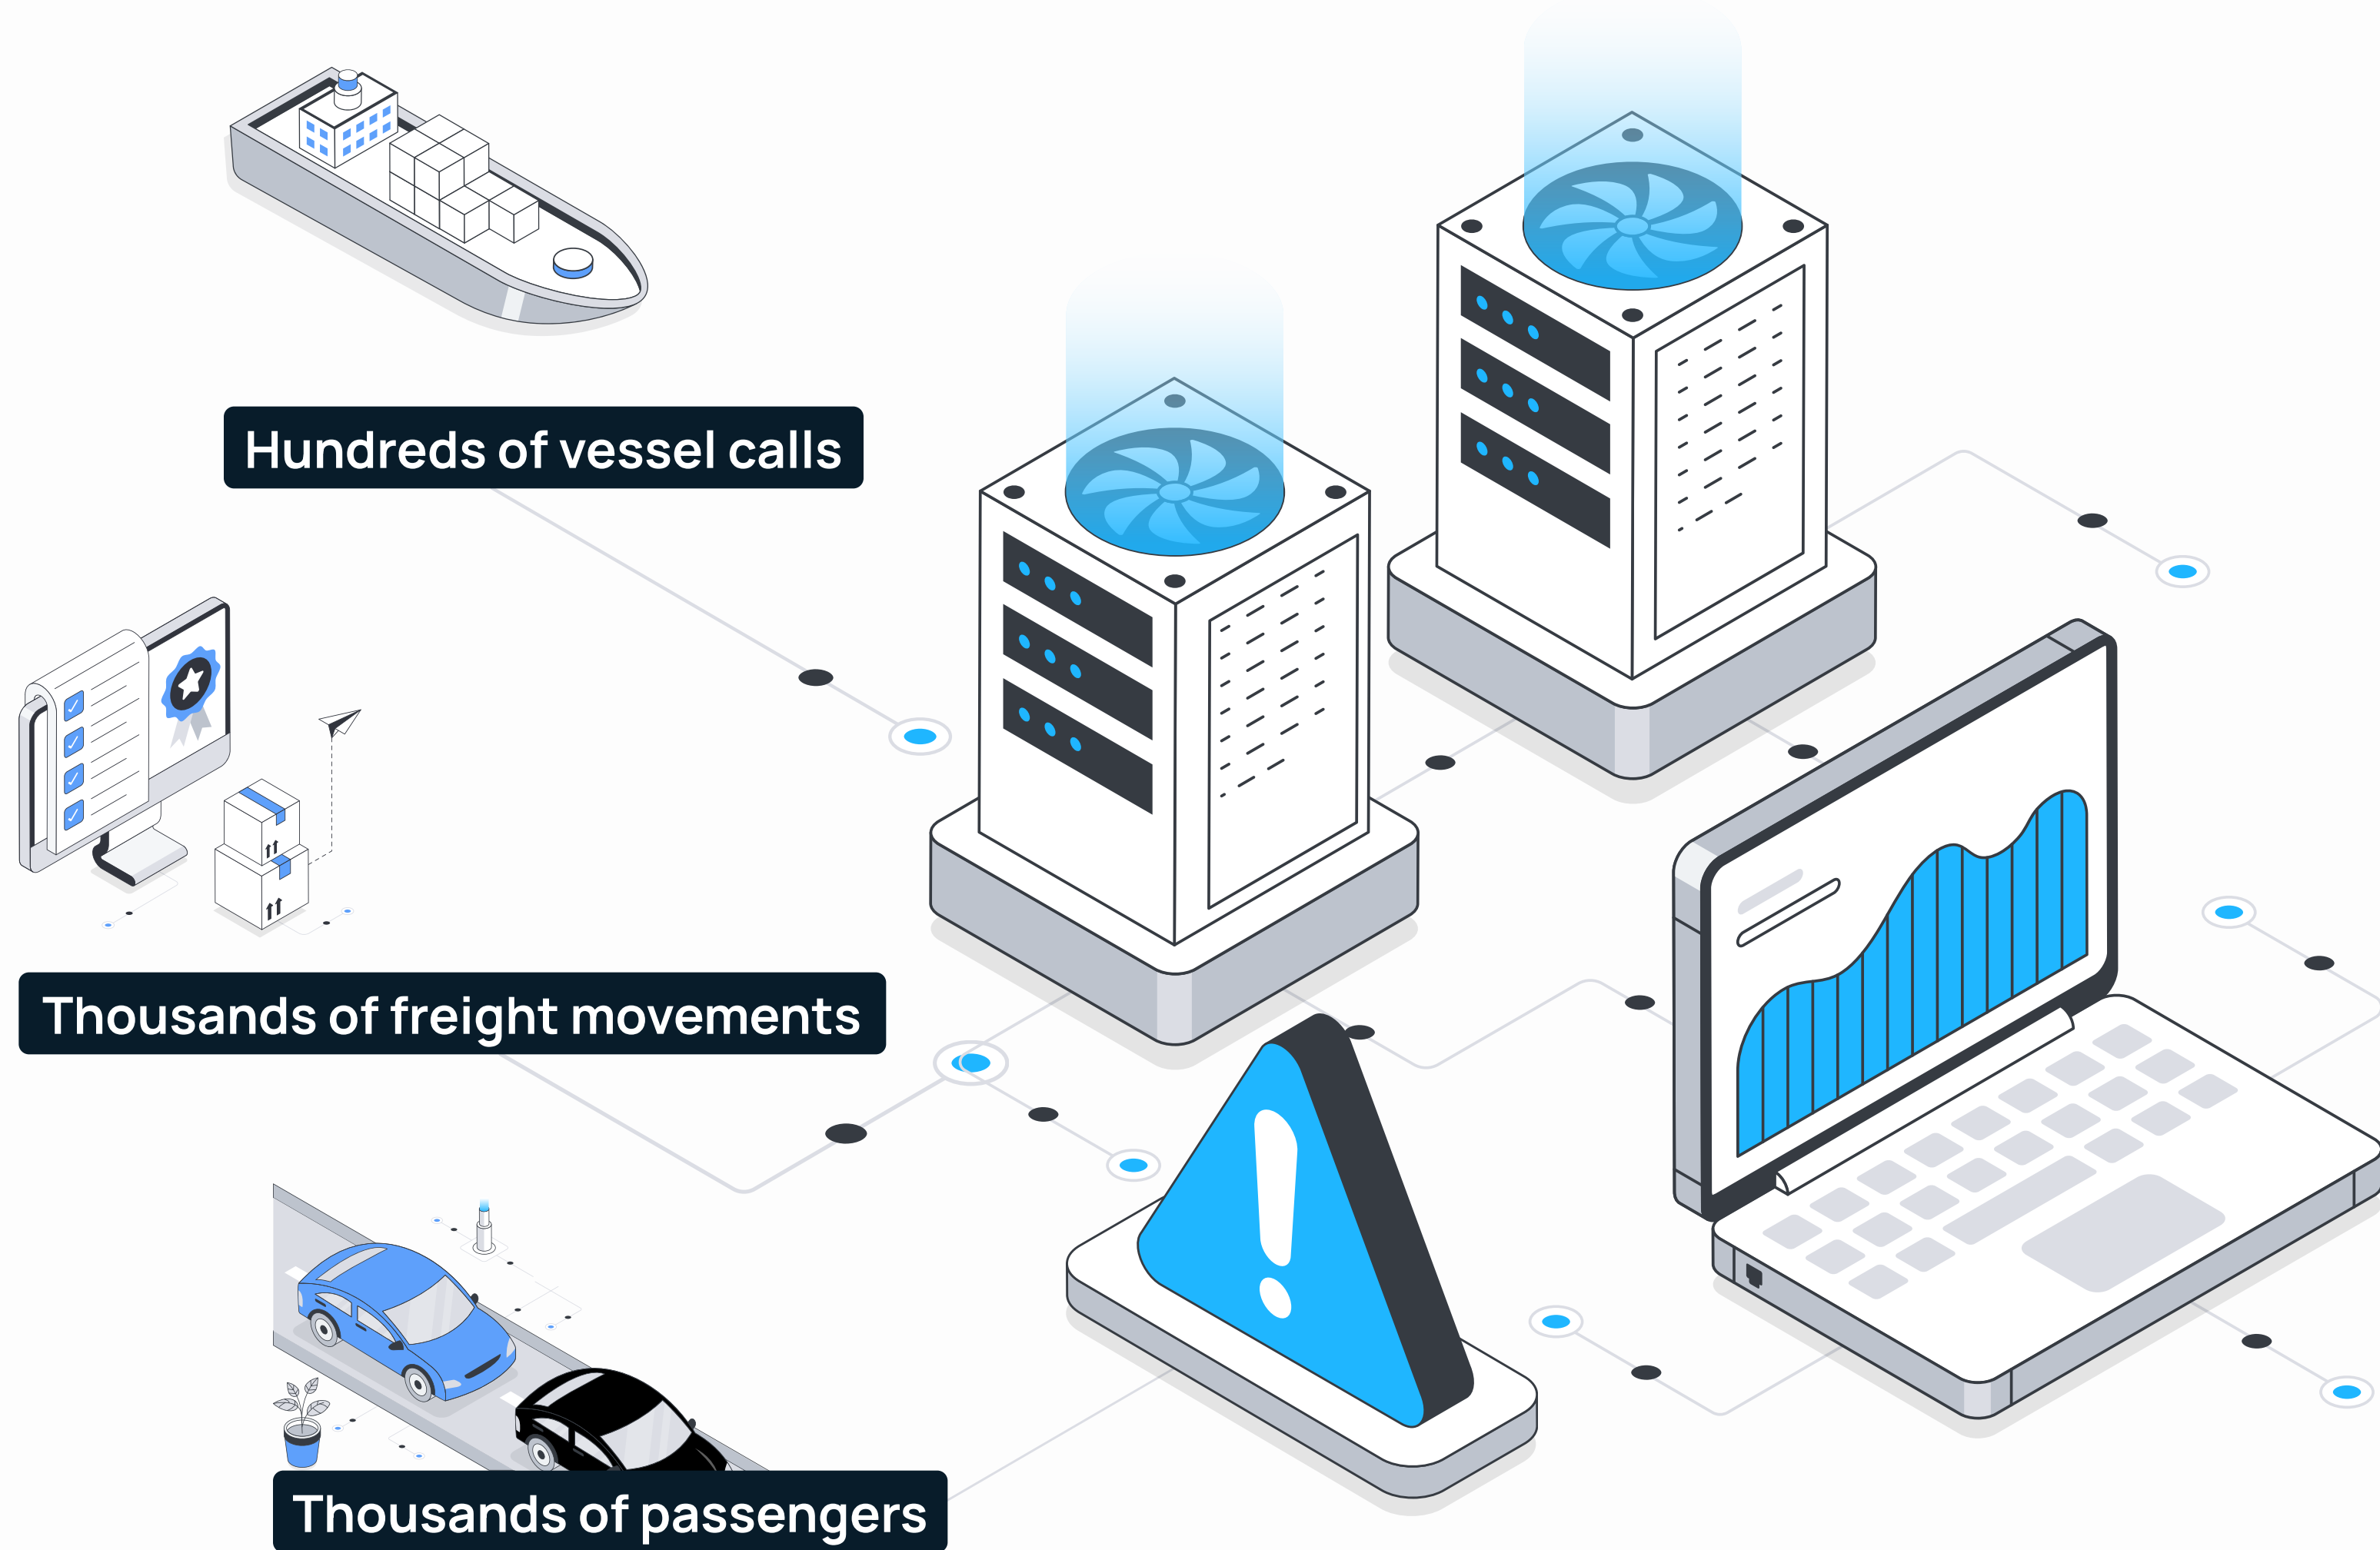 Hundreds of vessel calls
Thousands of freight movements
Thousands of passengers